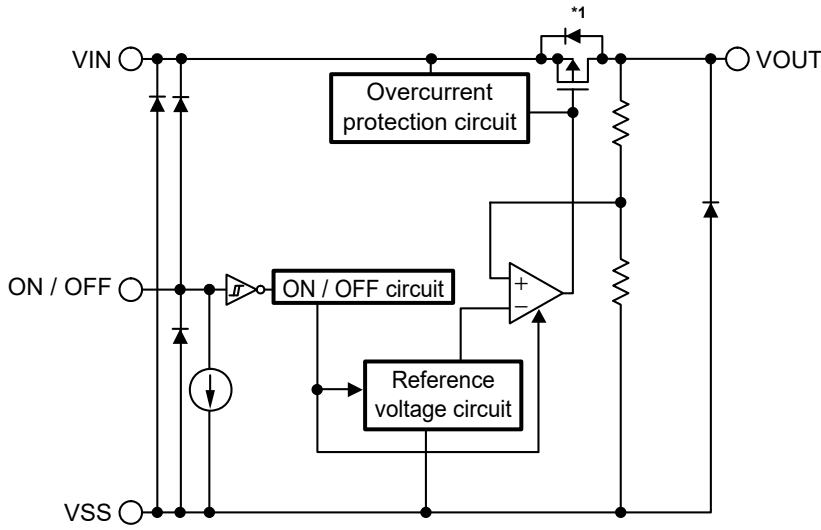 *1
VIN
VOUT
Overcurrent
protection circuit
ON / OFF
ON / OFF circuit
+
−
Reference
voltage circuit
VSS